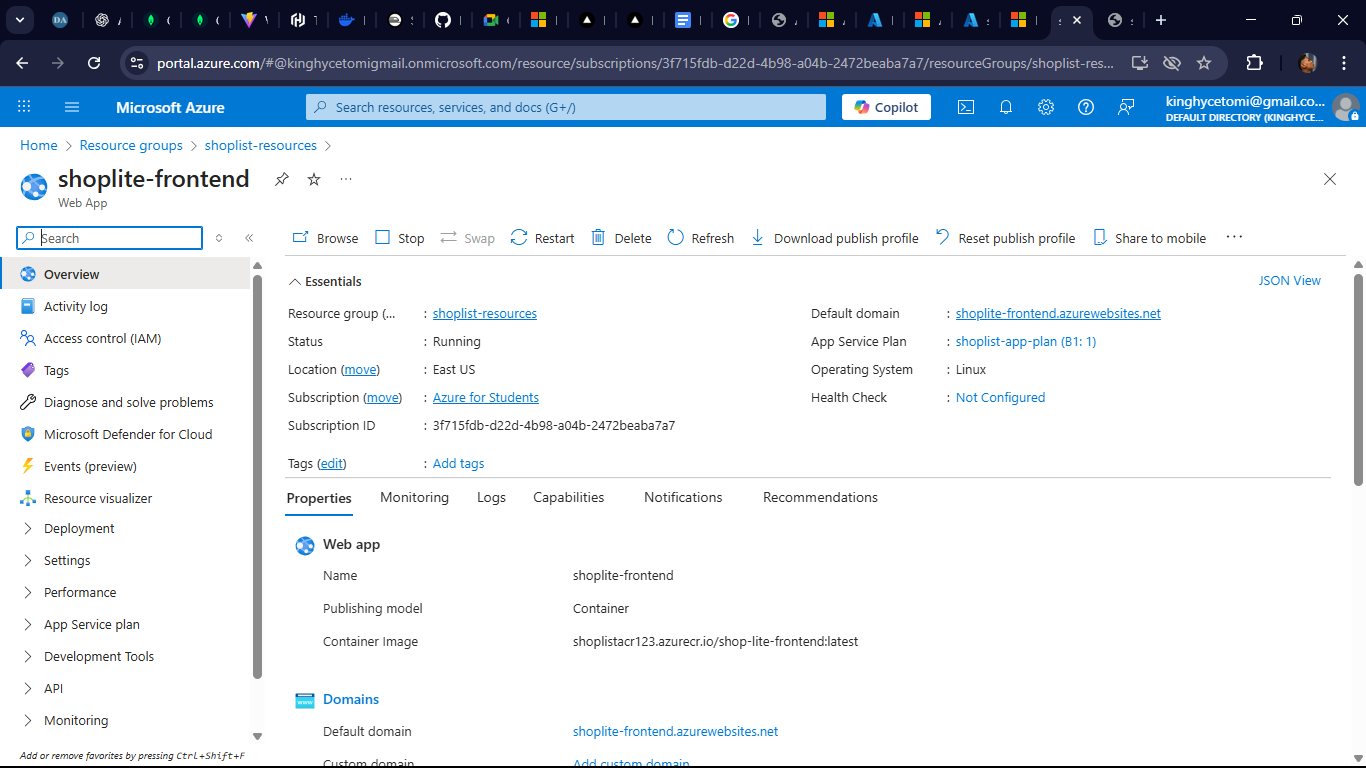 DA
portal.azure.com/#@kinghycetomigmail.onmicrosoft.com/resource/subscriptions/3f715fdb-d22d-4b98-a04b-2472beaba7a7/resourceGroups/shoplist-res...
Microsoft Azure
Search resources, services, and docs (G+/)
Copilot
kinghycetomi@gmail.co...
DEFAULT DIRECTORY (KINGHYCE...
Home > Resource groups > shoplist-resources >
shoplite-frontend
Web App
Search
Browse Stop Swap Restart Delete Refresh Download publish profile Reset publish profile Share to mobile ...
Overview
Activity log
Access control (IAM)
Tags
Diagnose and solve problems
Microsoft Defender for Cloud
Events (preview)
Resource visualizer
Deployment
Settings
Performance
App Service plan
Development Tools
API
Monitoring
Add or remove favorites by pressing Ctrl+Shift+F
Essentials
JSON View
Resource group (... : shoplist-resources
Status : Running
Location (move) : East US
Subscription (move) : Azure for Students
Subscription ID : 3f715fdb-d22d-4b98-a04b-2472beaba7a7
Tags (edit) : Add tags
Default domain : shoplite-frontend.azurewebsites.net
App Service Plan : shoplist-app-plan (B1: 1)
Operating System : Linux
Health Check : Not Configured
Properties Monitoring Logs Capabilities Notifications Recommendations
Web app
Name shoplite-frontend
Publishing model Container
Container Image shoplistacr123.azurecr.io/shop-lite-frontend:latest
Domains
Default domain shoplite-frontend.azurewebsites.net
Custom domain Add custom domain